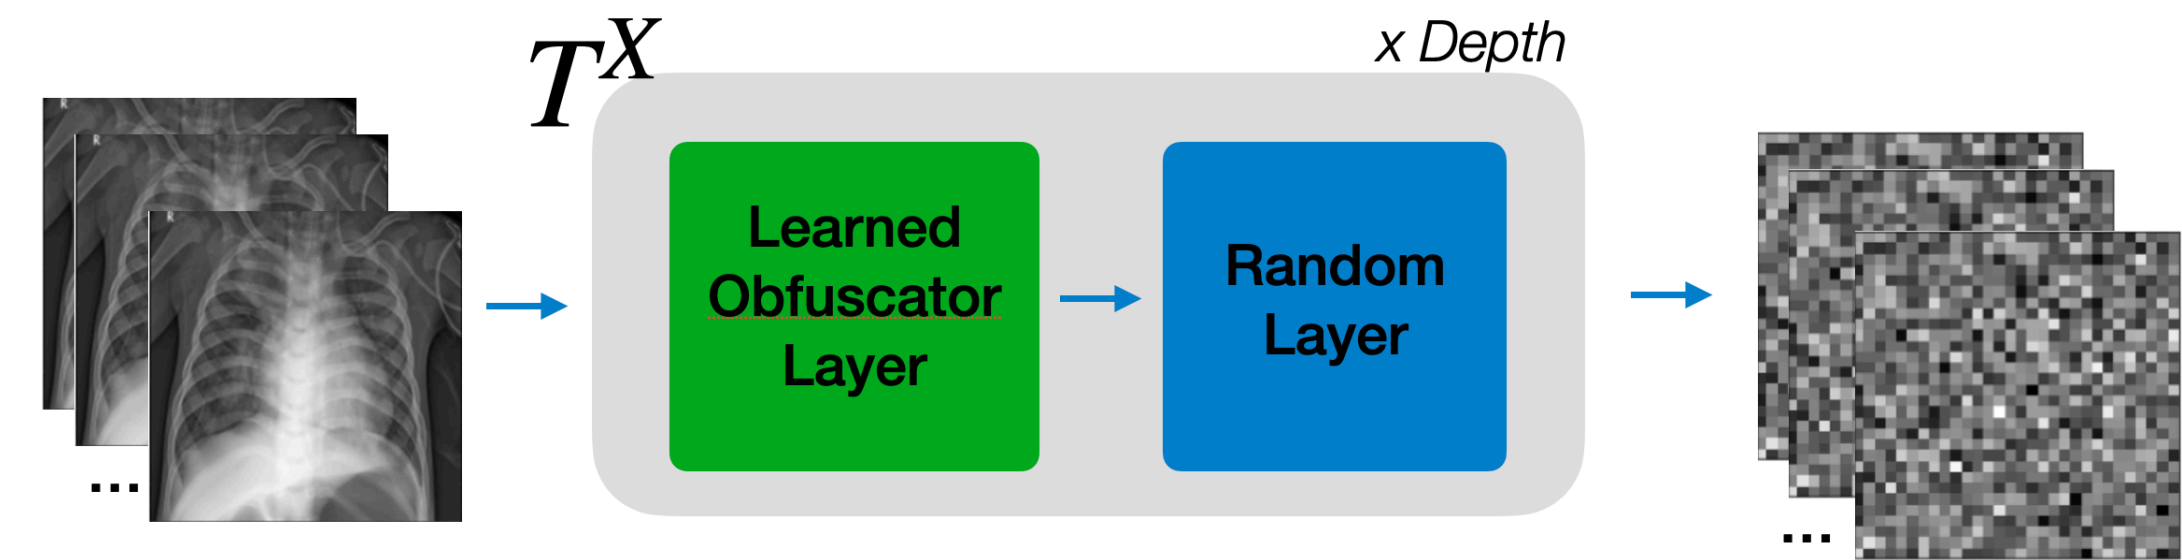 T^X
x Depth
R
R
R
Learned
Obfuscator
Layer
Random
Layer
...
...